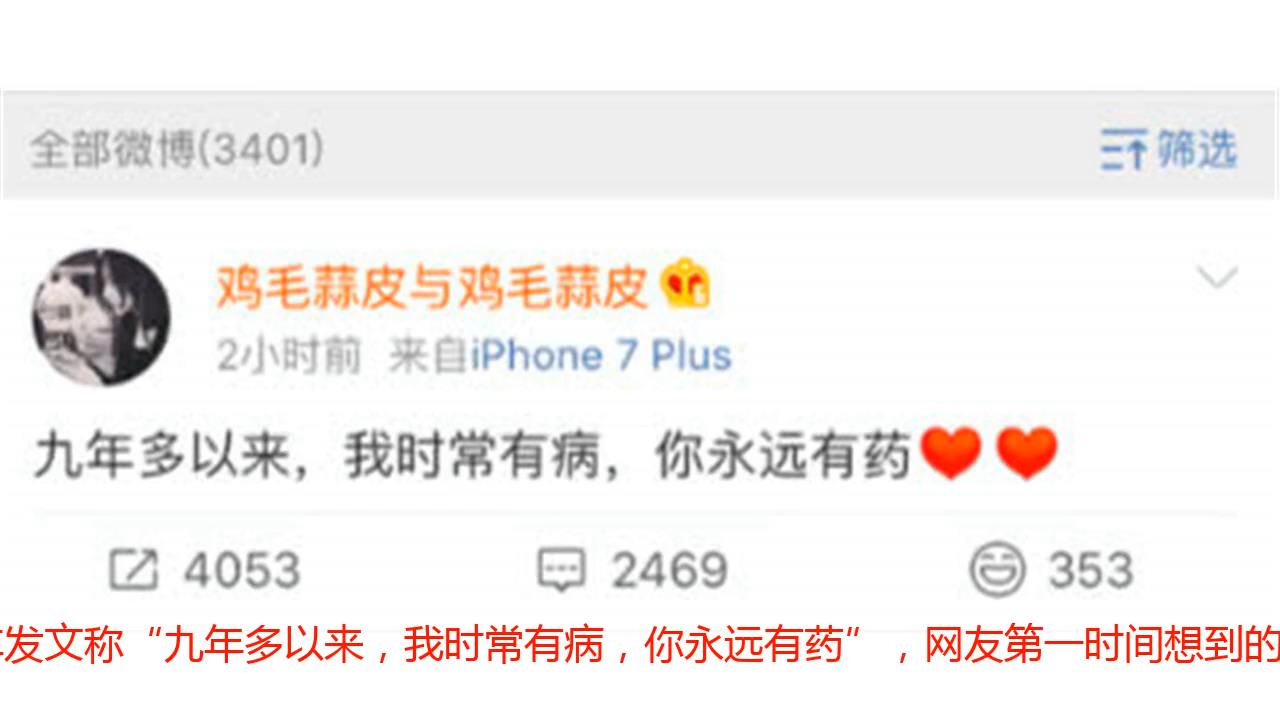 全部微博(3401)
筛选
鸡毛蒜皮与鸡毛蒜皮
2小时前 来自iPhone 7 Plus
九年多以来，我时常有病，你永远有药
4053
2469
353
发文称“九年多以来，我时常有病，你永远有药”，网友第一时间想到的